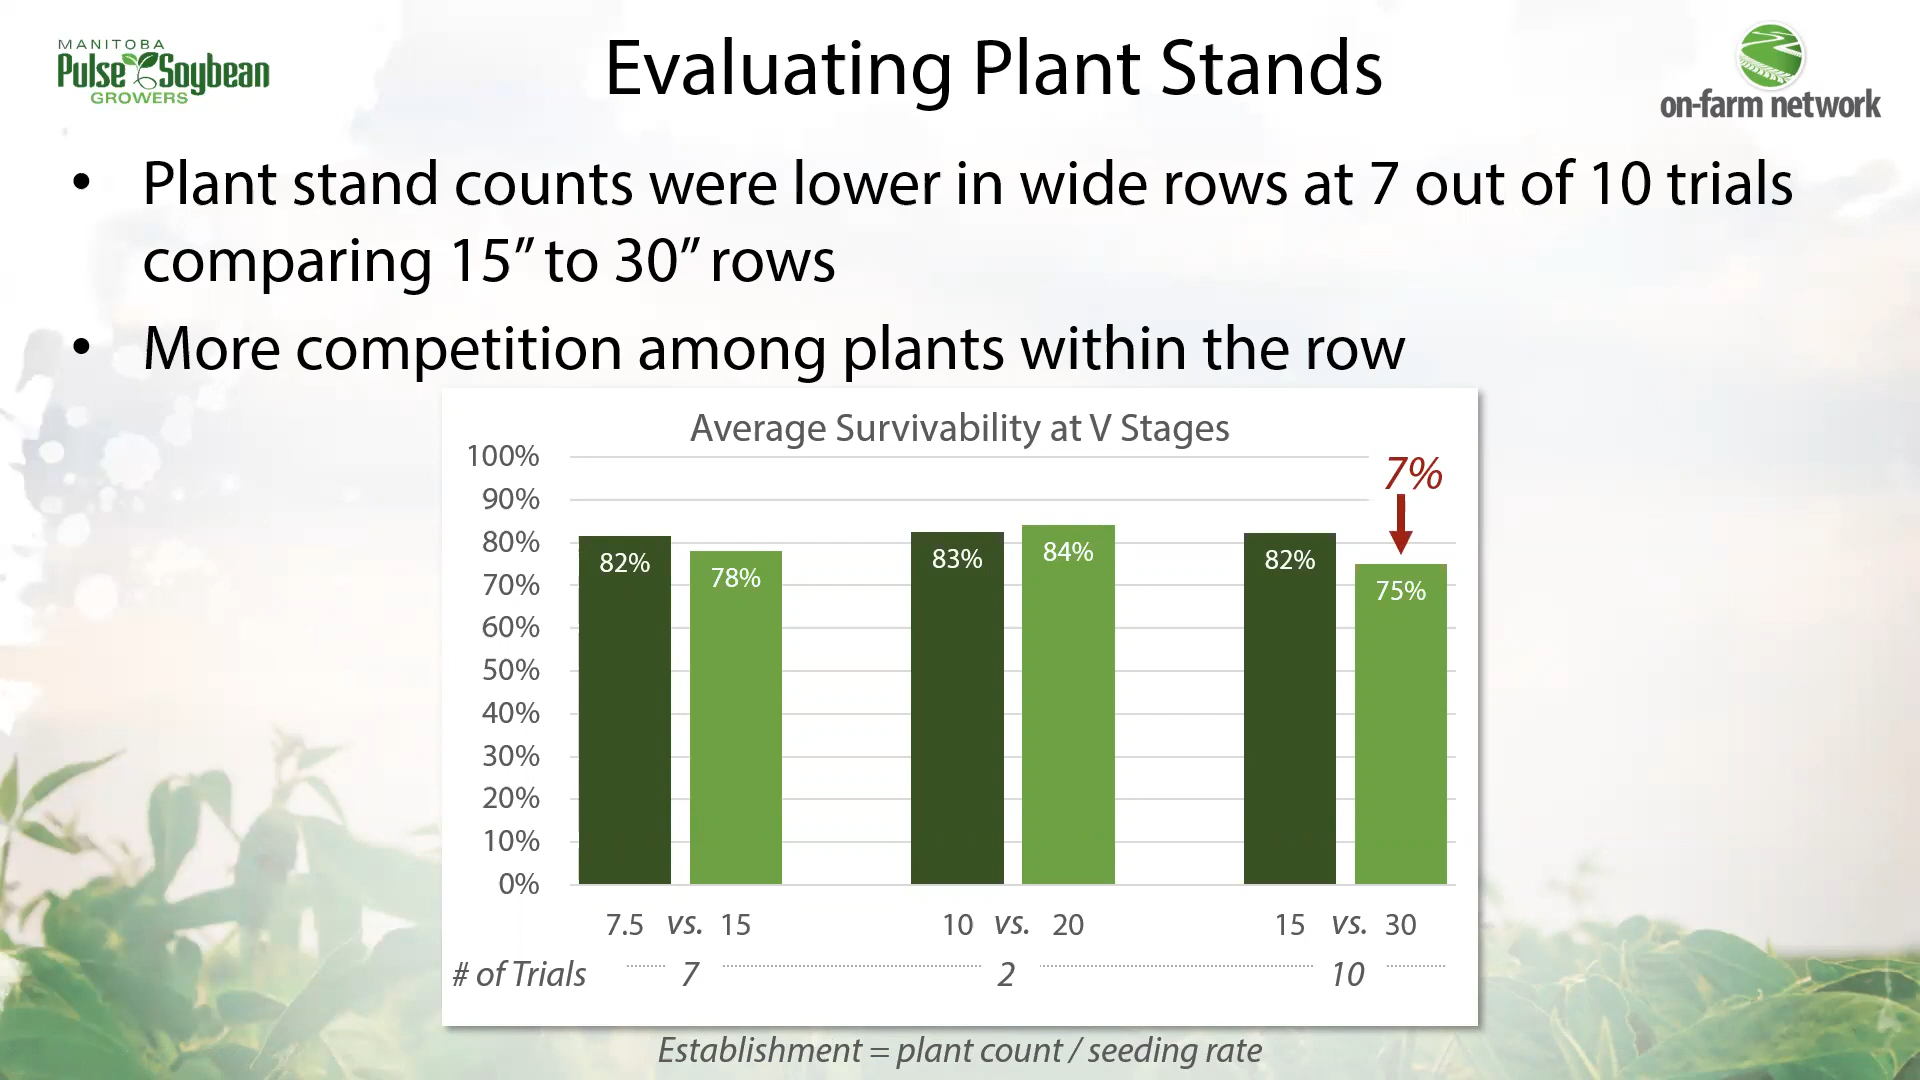 MANITOBA
Pulse Soybean
GROWERS
Evaluating Plant Stands
on-farm network
• Plant stand counts were lower in wide rows at 7 out of 10 trials
comparing 15” to 30” rows
• More competition among plants within the row
Average Survivability at V Stages
100%
90%
80%
70%
60%
50%
40%
30%
20%
10%
0%
82%
78%
83%
84%
82%
75%
7%
7.5 vs. 15
10 vs. 20
15 vs. 30
# of Trials 7 2 10
Establishment = plant count / seeding rate